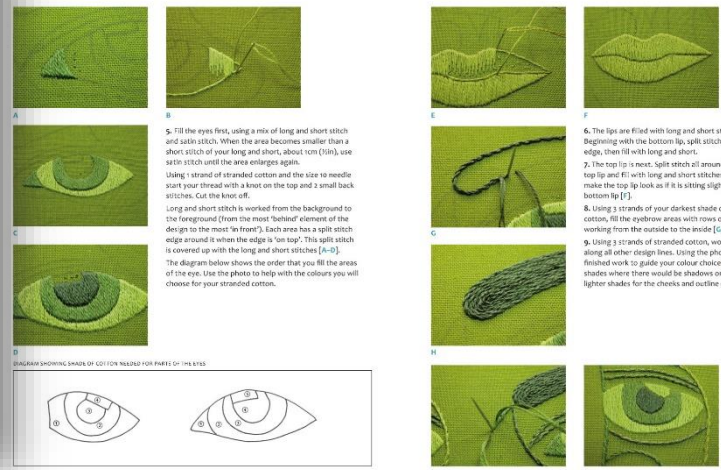 A
B
5. Fill the eyes first, using a mix of long and short stitch
and satin stitch. When the area becomes smaller than a
short stitch of your long and short, about 1cm (½in), use
satin stitch until the area enlarges again.
Using 1 strand of stranded cotton and the size 10 needle
start your thread with a knot on the top and 2 small back
stitches. Cut the knot off.
Long and short stitch is worked from the background to
the foreground (from the most 'behind' element of the
design to the most 'in front'). Each area has a split stitch
edge around it when the edge is 'on top'. This split stitch
is covered up with the long and short stitches [A–D].
The diagram below shows the order that you fill the areas
of the eye. Use the photo to help with the colours you will
choose for your stranded cotton.
C
D
DIAGRAM SHOWING SHADE OF COTTON NEEDED FOR PARTS OF THE EYES
E
F
6. The lips are filled with long and short st
Beginning with the bottom lip, split stitch
edge, then fill with long and short.
7. The top lip is next. Split stitch all aroun
top lip and fill with long and short stitches
make the top lip look as if it is sitting sligh
bottom lip [F].
8. Using 3 strands of your darkest shade o
cotton, fill the eyebrow areas with rows o
working from the outside to the inside [G
9. Using 3 strands of stranded cotton, wo
along all other design lines. Using the pho
finished work to guide your colour choice
shades where there would be shadows or
lighter shades for the cheeks and outline
G
H